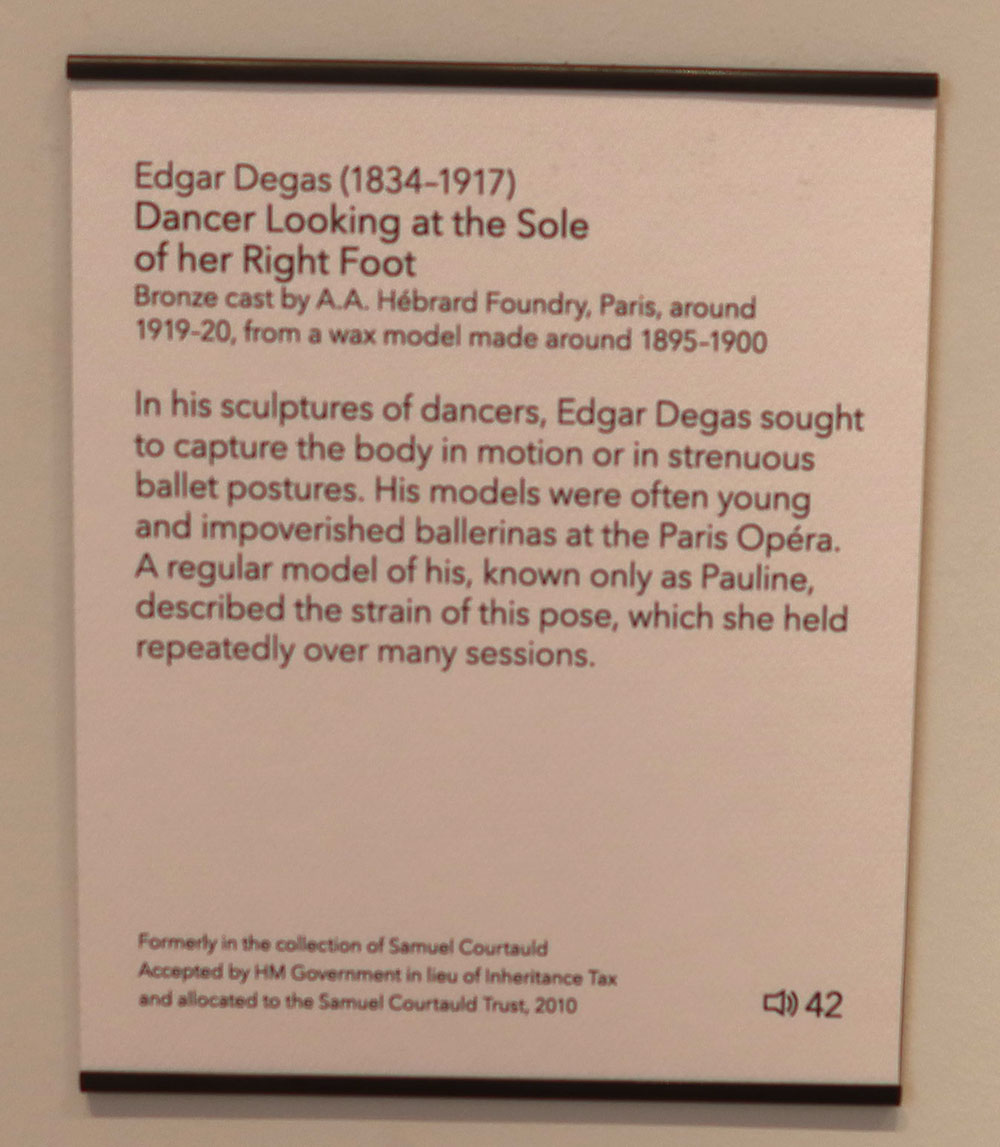 Edgar Degas (1834–1917)
Dancer Looking at the Sole
of her Right Foot
Bronze cast by A.A. Hébrard Foundry, Paris, around
1919–20, from a wax model made around 1895–1900
In his sculptures of dancers, Edgar Degas sought
to capture the body in motion or in strenuous
ballet postures. His models were often young
and impoverished ballerinas at the Paris Opéra.
A regular model of his, known only as Pauline,
described the strain of this pose, which she held
repeatedly over many sessions.
Formerly in the collection of Samuel Courtauld
Accepted by HM Government in lieu of Inheritance Tax
and allocated to the Samuel Courtauld Trust, 2010
42